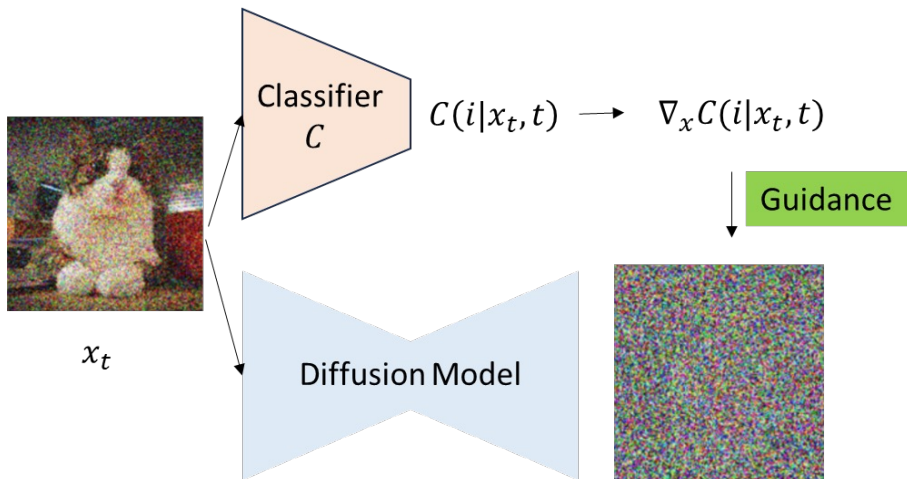 Classifier
C
C(i|x_t, t)
∇_x C(i|x_t, t)
Guidance
x_t
Diffusion Model